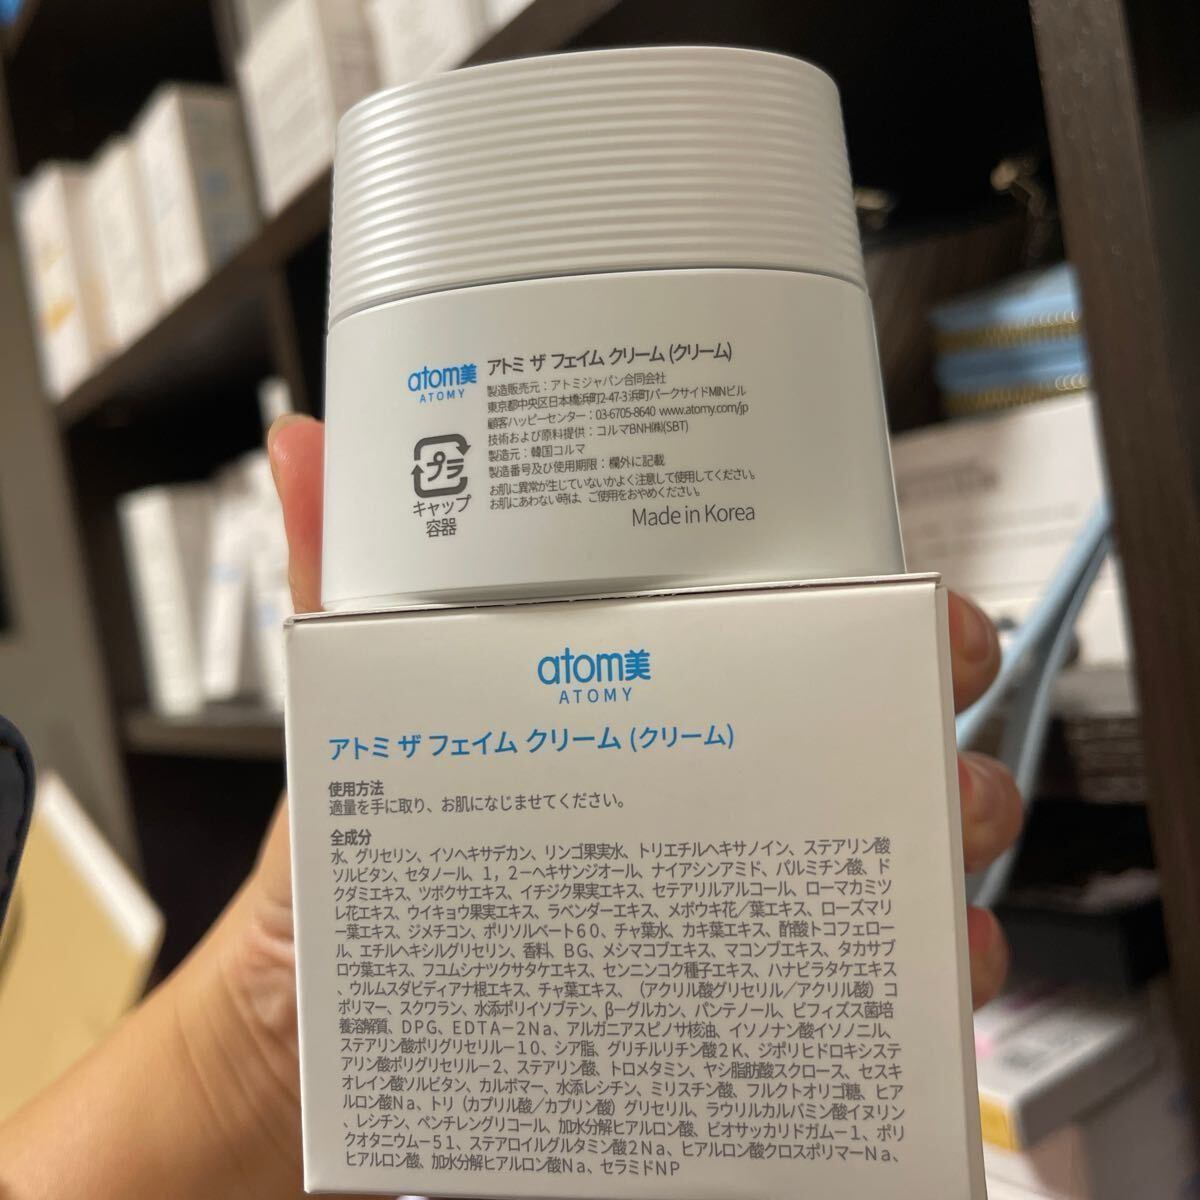 atom美
ATOMY
アトミ ザ フェイム クリーム (クリーム)
製造販売元：アトミジャパン合同会社
東京都中央区日本橋浜町2-47-3 浜町パークサイドMINビル
顧客ハッピーセンター：03-6705-8640 www.atomy.com/jp
技術および原料提供：コルマBNH㈱(SBT)
製造元：韓国コルマ
製造番号及び使用期限：欄外に記載
お肌に異常が生じていないかよく注意して使用してください。
お肌にあわない時は、ご使用をおやめください。
プラ
キャップ
容器
Made in Korea
atom美
ATOMY
アトミ ザ フェイム クリーム (クリーム)
使用方法
適量を手に取り、お肌になじませてください。
全成分
水、グリセリン、イソヘキサデカン、リンゴ果実水、トリエチルヘキサノイン、ステアリン酸
ソルビタン、セタノール、１，２－ヘキサンジオール、ナイアシンアミド、パルミチン酸、ド
クダミエキス、ツボクサエキス、イチジク果実エキス、セテアリルアルコール、ローマカミツ
レ花エキス、ウイキョウ果実エキス、ラベンダーエキス、メボウキ花／葉エキス、ローズマリ
ー葉エキス、ジメチコン、ポリソルベート６０、チャ葉水、カキ葉エキス、酢酸トコフェロー
ル、エチルヘキシルグリセリン、香料、ＢＧ、メシマコブエキス、マコンブエキス、タカサブ
ロウ葉エキス、フユムシナツクサタケエキス、センニンコク種子エキス、ハナビラタケエキス
、ウルムスダビディアナ根エキス、チャ葉エキス、（アクリル酸グリセリル／アクリル酸）コ
ポリマー、スクワラン、水添ポリイソブテン、β－グルカン、パンテノール、ビフィズス菌培
養溶解質、ＤＰＧ、ＥＤＴＡ－２Ｎａ、アルガニアスピノサ核油、イソノナン酸イソノニル、
ステアリン酸ポリグリセリル－１０、シア脂、グリチルリチン酸２Ｋ、ジポリヒドロキシステ
アリン酸ポリグリセリル－２、ステアリン酸、トロメタミン、ヤシ脂肪酸スクロース、セスキ
オレイン酸ソルビタン、カルボマー、水添レシチン、ミリスチン酸、フルクトオリゴ糖、ヒア
ルロン酸Ｎａ、トリ（カプリル酸／カプリン酸）グリセリル、ラウリルカルバミン酸イヌリン
、レシチン、ペンチレングリコール、加水分解ヒアルロン酸、ビオサッカリドガム－１、ポリ
クオタニウム－５１、ステアロイルグルタミン酸２Ｎａ、ヒアルロン酸クロスポリマーＮａ、
ヒアルロン酸、加水分解ヒアルロン酸Ｎａ、セラミドＮＰ